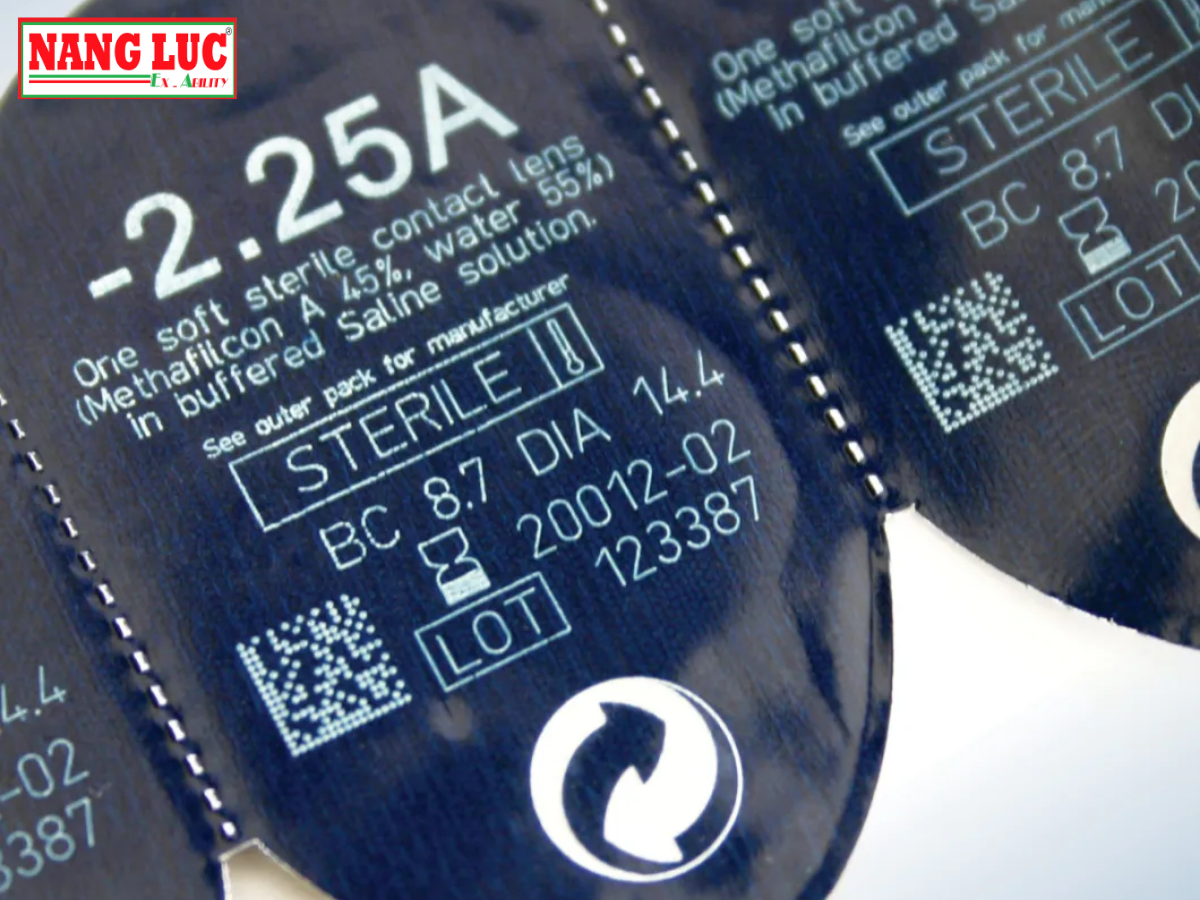 NANG LUC®
EX - ABILITY
-2.25A
One soft sterile contact lens
(Methafilcon A 45%, water 55%)
in buffered Saline solution.
See outer pack for manufacturer
STERILE
BC 8.7 DIA 14.4
20012-02
LOT 123387
One soft
(Methafilcon A
in buffered Saline
See outer pack for
STERILE
BC 8.7
LOT
4.4
-02
3387